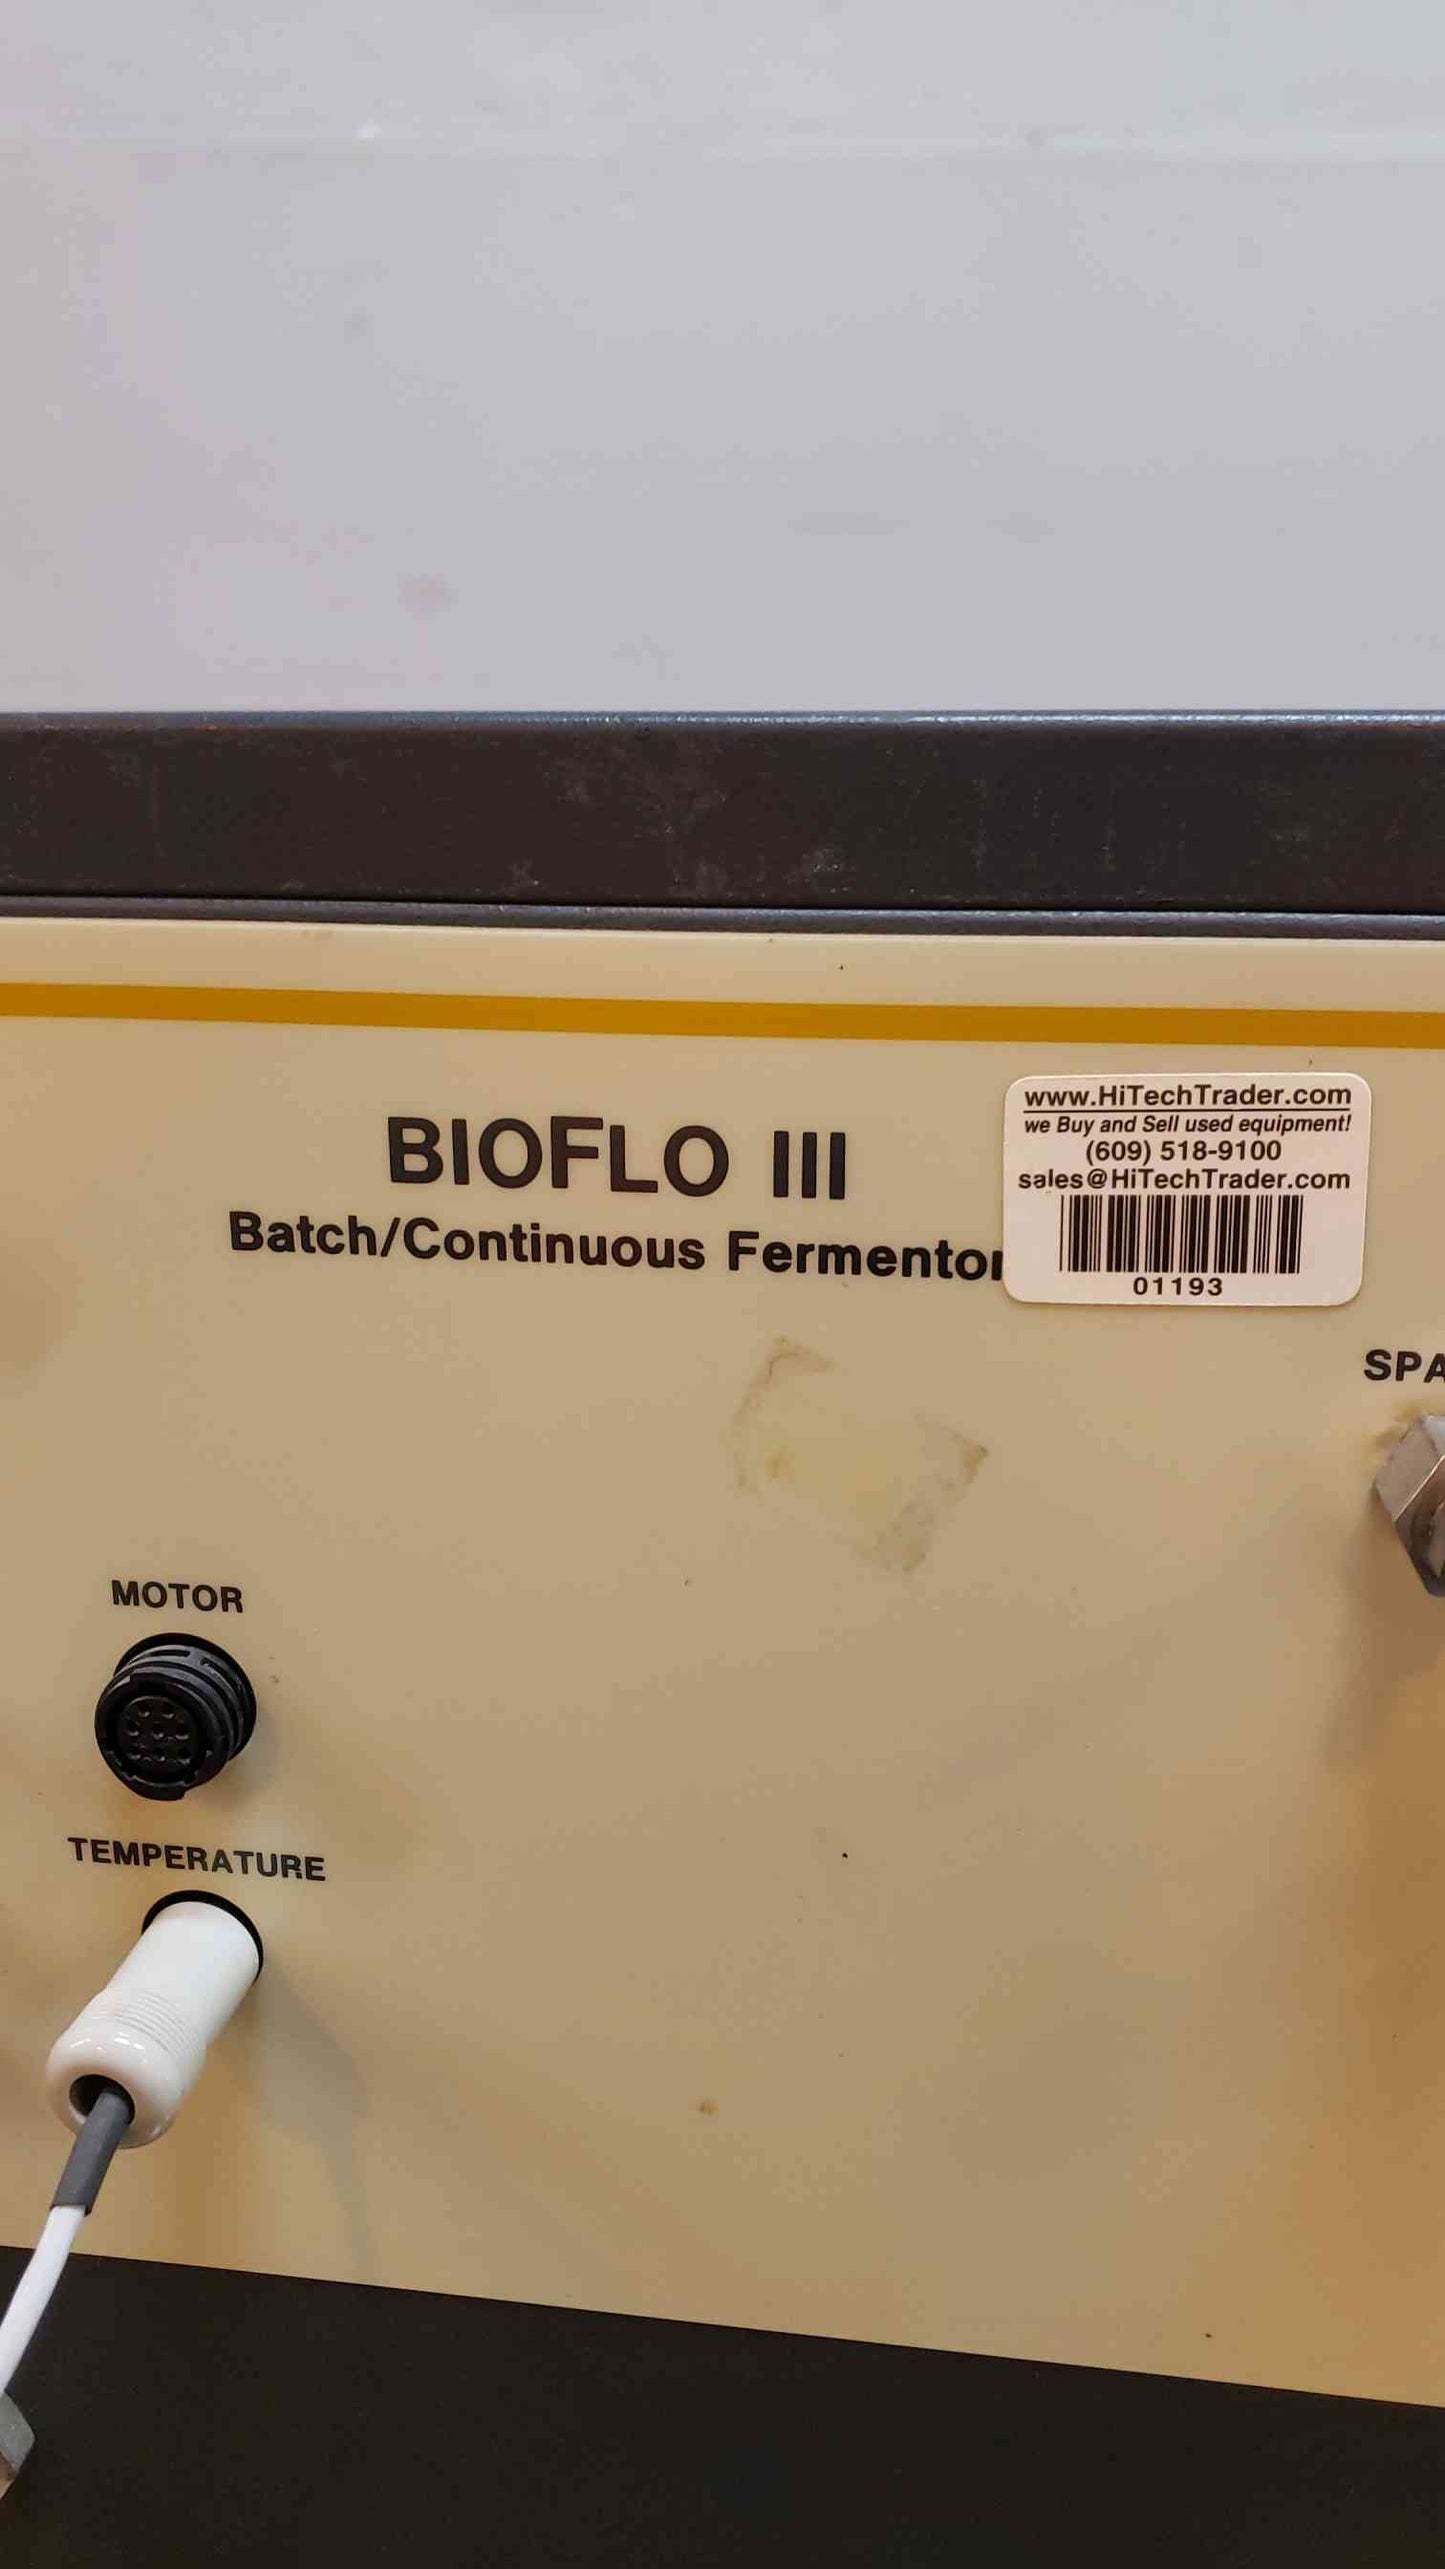 BIOFLO III
Batch/Continuous Fermentor
www.HiTechTrader.com
we Buy and Sell used equipment!
(609) 518-9100
sales@HiTechTrader.com
01193
SPA
MOTOR
TEMPERATURE